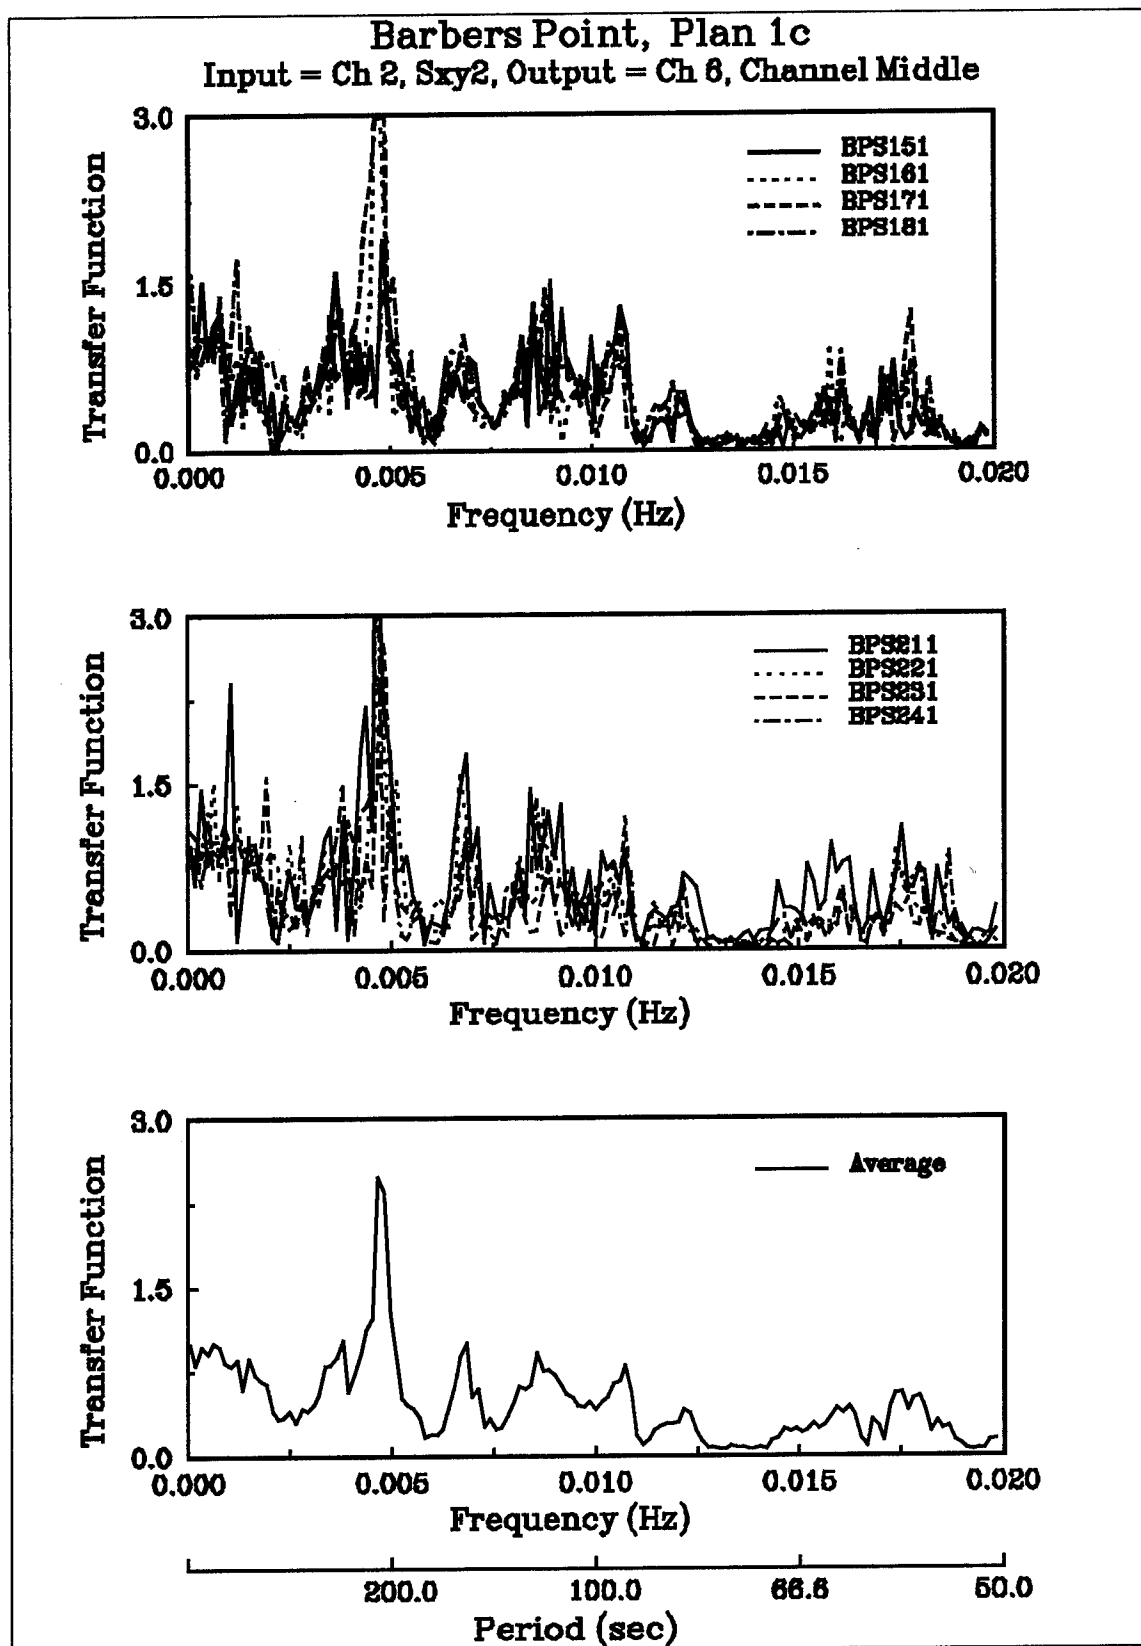 Barbers Point, Plan 1c
Input = Ch 2, Sxy2, Output = Ch 6, Channel Middle
3.0
1.5
0.0
Transfer Function
BPS151
BPS161
BPS171
BPS181
0.000 0.005 0.010 0.015 0.020
Frequency (Hz)
3.0
1.5
0.0
Transfer Function
BPS211
BPS221
BPS231
BPS241
0.000 0.005 0.010 0.015 0.020
Frequency (Hz)
3.0
1.5
0.0
Transfer Function
Average
0.000 0.005 0.010 0.015 0.020
Frequency (Hz)
200.0 100.0 66.6 50.0
Period (sec)